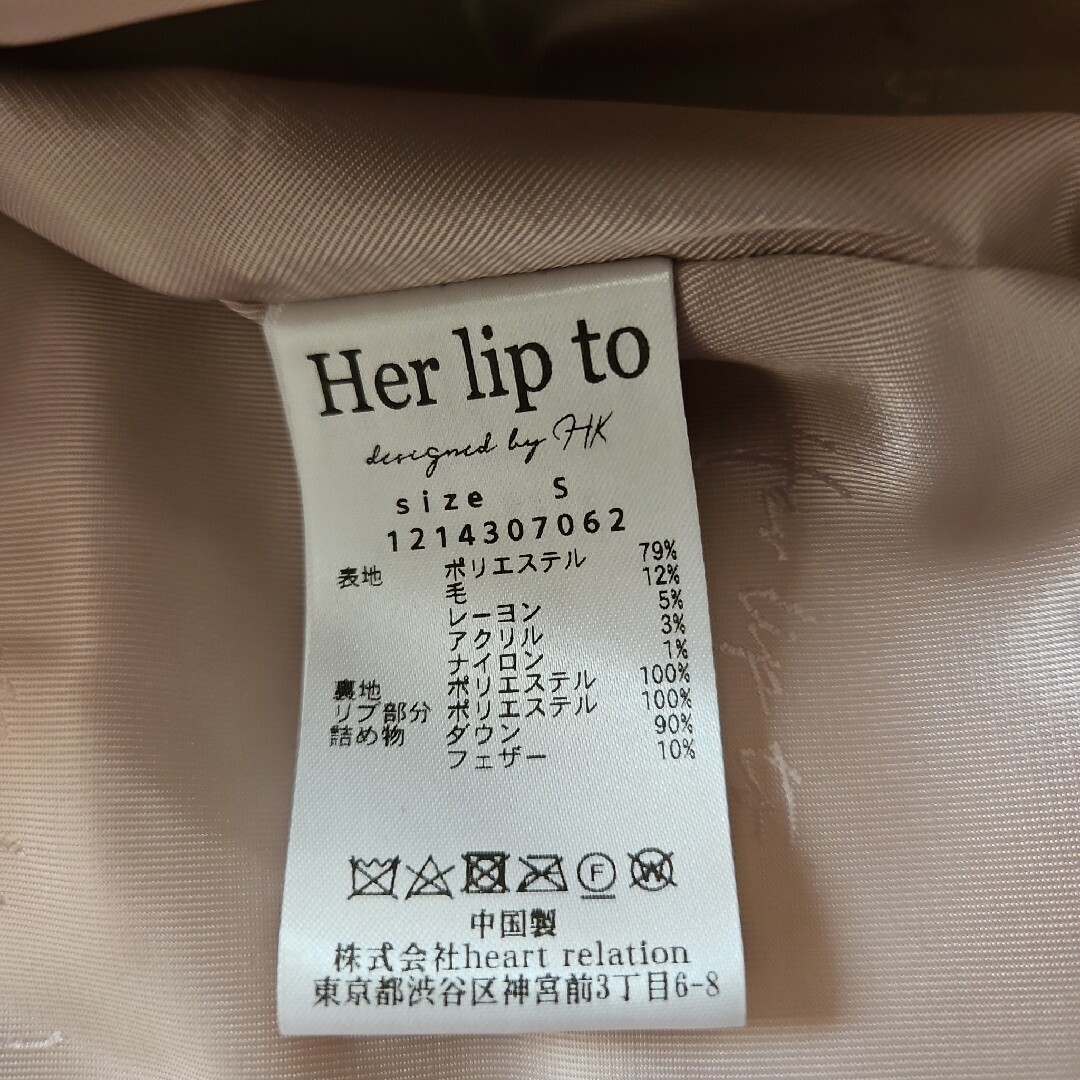 Her lip to
designed by HK
size S
1214307062
表地 ポリエステル 79%
毛 12%
レーヨン 5%
アクリル 3%
ナイロン 1%
裏地 ポリエステル 100%
リブ部分 ポリエステル 100%
詰め物 ダウン 90%
フェザー 10%
F W
中国製
株式会社heart relation
東京都渋谷区神宮前3丁目6-8
Her lip to